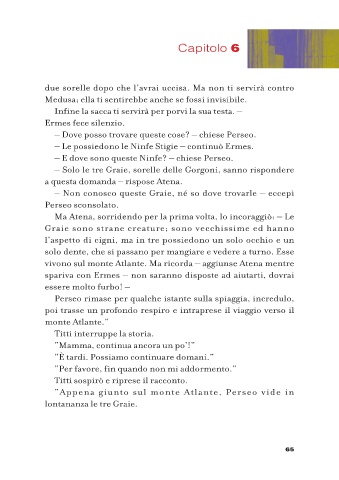 Capitolo 6
due sorelle dopo che l'avrai uccisa. Ma non ti servirà contro
Medusa; ella ti sentirebbe anche se fossi invisibile.
Infine la sacca ti servirà per porvi la sua testa. –
Ermes fece silenzio.
– Dove posso trovare queste cose? – chiese Perseo.
– Le possiedono le Ninfe Stigie – continuò Ermes.
– E dove sono queste Ninfe? – chiese Perseo.
– Solo le tre Graie, sorelle delle Gorgoni, sanno rispondere
a questa domanda – rispose Atena.
– Non conosco queste Graie, né so dove trovarle – eccepì
Perseo sconsolato.
Ma Atena, sorridendo per la prima volta, lo incoraggiò: – Le
Graie sono strane creature; sono vecchissime ed hanno
l'aspetto di cigni, ma in tre possiedono un solo occhio e un
solo dente, che si passano per mangiare e vedere a turno. Esse
vivono sul monte Atlante. Ma ricorda – aggiunse Atena mentre
spariva con Ermes – non saranno disposte ad aiutarti, dovrai
essere molto furbo! –
Perseo rimase per qualche istante sulla spiaggia, incredulo,
poi trasse un profondo respiro e intraprese il viaggio verso il
monte Atlante."
Titti interruppe la storia.
"Mamma, continua ancora un po'!"
"È tardi. Possiamo continuare domani."
"Per favore, fin quando non mi addormento."
Titti sospirò e riprese il racconto.
"Appena giunto sul monte Atlante, Perseo vide in
lontananza le tre Graie.
65